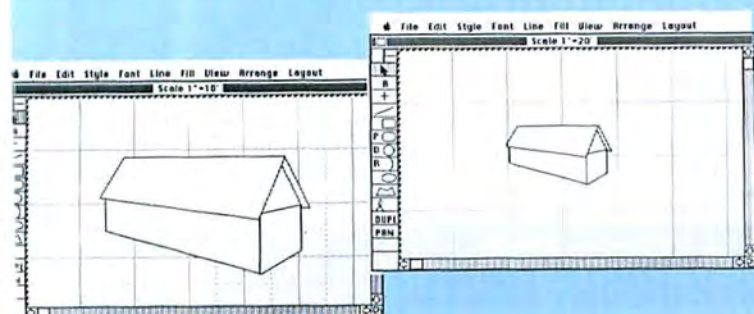 File Edit Style Font Line Fill View Arrange Layout
Scale 1"=10'
File Edit Style Font Line Fill View Arrange Layout
Scale 1"=20'
A
P
D
R
DUPL
PAN